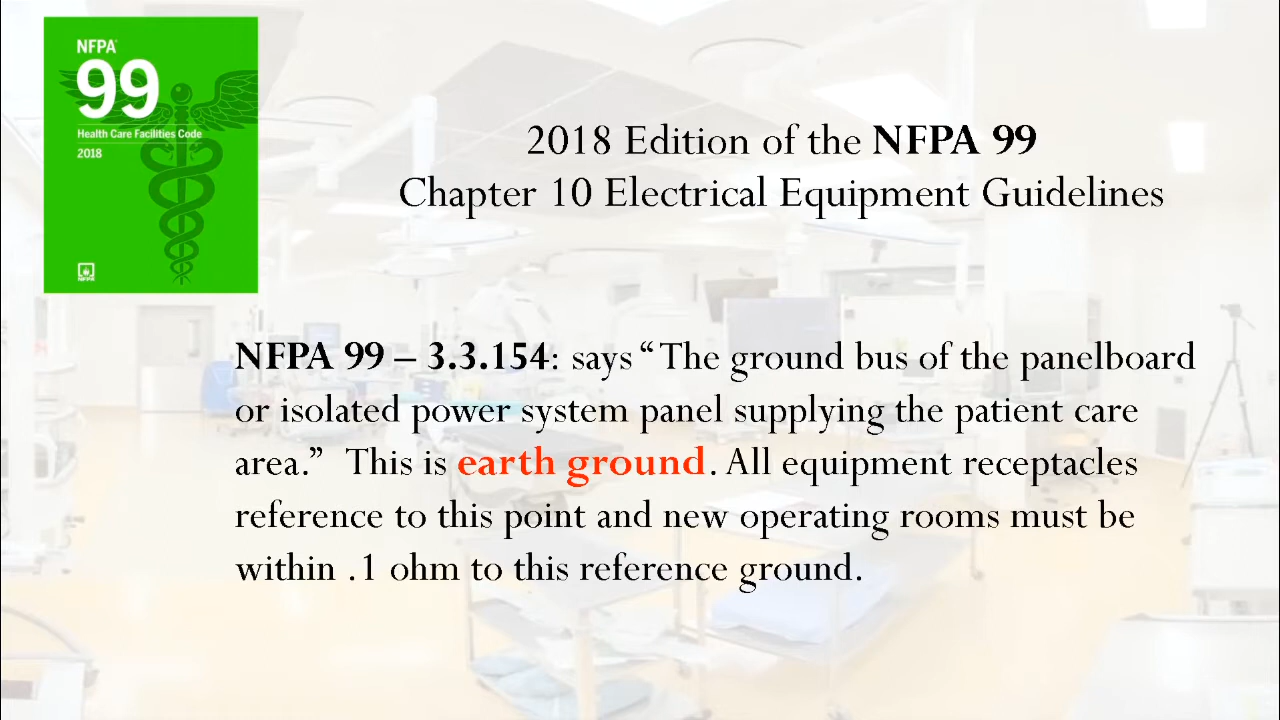 NFPA®
99
Health Care Facilities Code
2018
NFPA
2018 Edition of the NFPA 99
Chapter 10 Electrical Equipment Guidelines
NFPA 99 – 3.3.154: says “The ground bus of the panelboard
or isolated power system panel supplying the patient care
area.” This is earth ground. All equipment receptacles
reference to this point and new operating rooms must be
within .1 ohm to this reference ground.